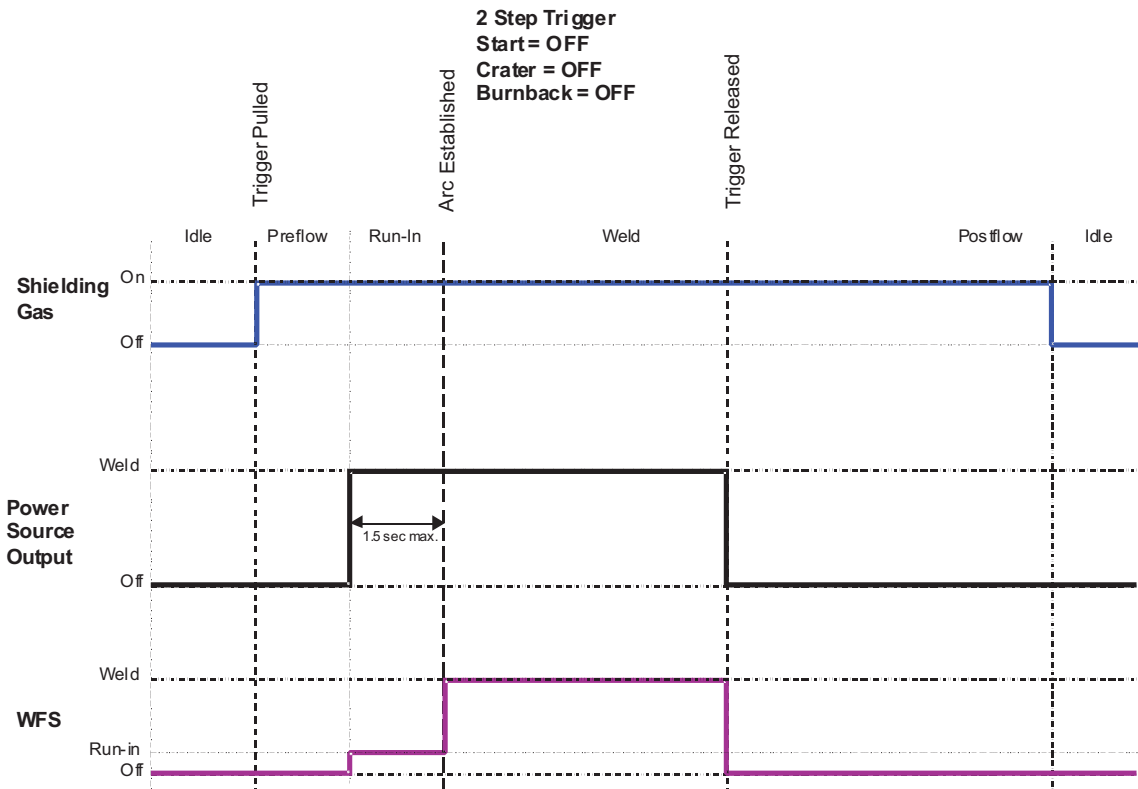 2 Step Trigger
Start = OFF
Crater = OFF
Burnback = OFF
Trigger Pulled
Arc Established
Trigger Released
Idle
Preflow
Run-In
Weld
Postflow
Idle
Shielding
Gas
On
Off
Power
Source
Output
Weld
1.5 sec max.
Off
WFS
Weld
Run-in
Off